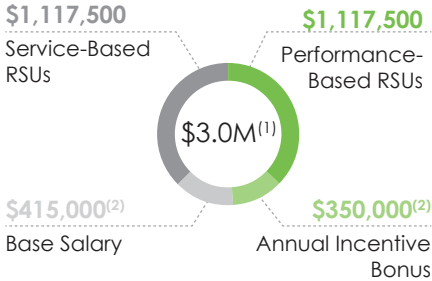 $1,117,500
Service-Based
RSUs
$1,117,500
Performance-
Based RSUs
$3.0M(1)
$415,000(2)
Base Salary
$350,000(2)
Annual Incentive
Bonus